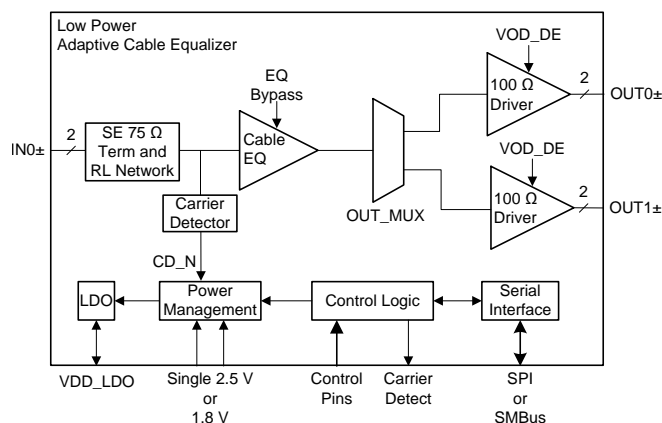 Low Power
Adaptive Cable Equalizer
VOD_DE
EQ
Bypass
2
100 Ω
Driver
OUT0±
IN0±
2
SE 75 Ω
Term and
RL Network
Cable
EQ
VOD_DE
OUT_MUX
2
100 Ω
Driver
OUT1±
Carrier
Detector
CD_N
LDO
Power
Management
Control Logic
Serial
Interface
VDD_LDO
Single 2.5 V
or
1.8 V
Control
Pins
Carrier
Detect
SPI
or
SMBus